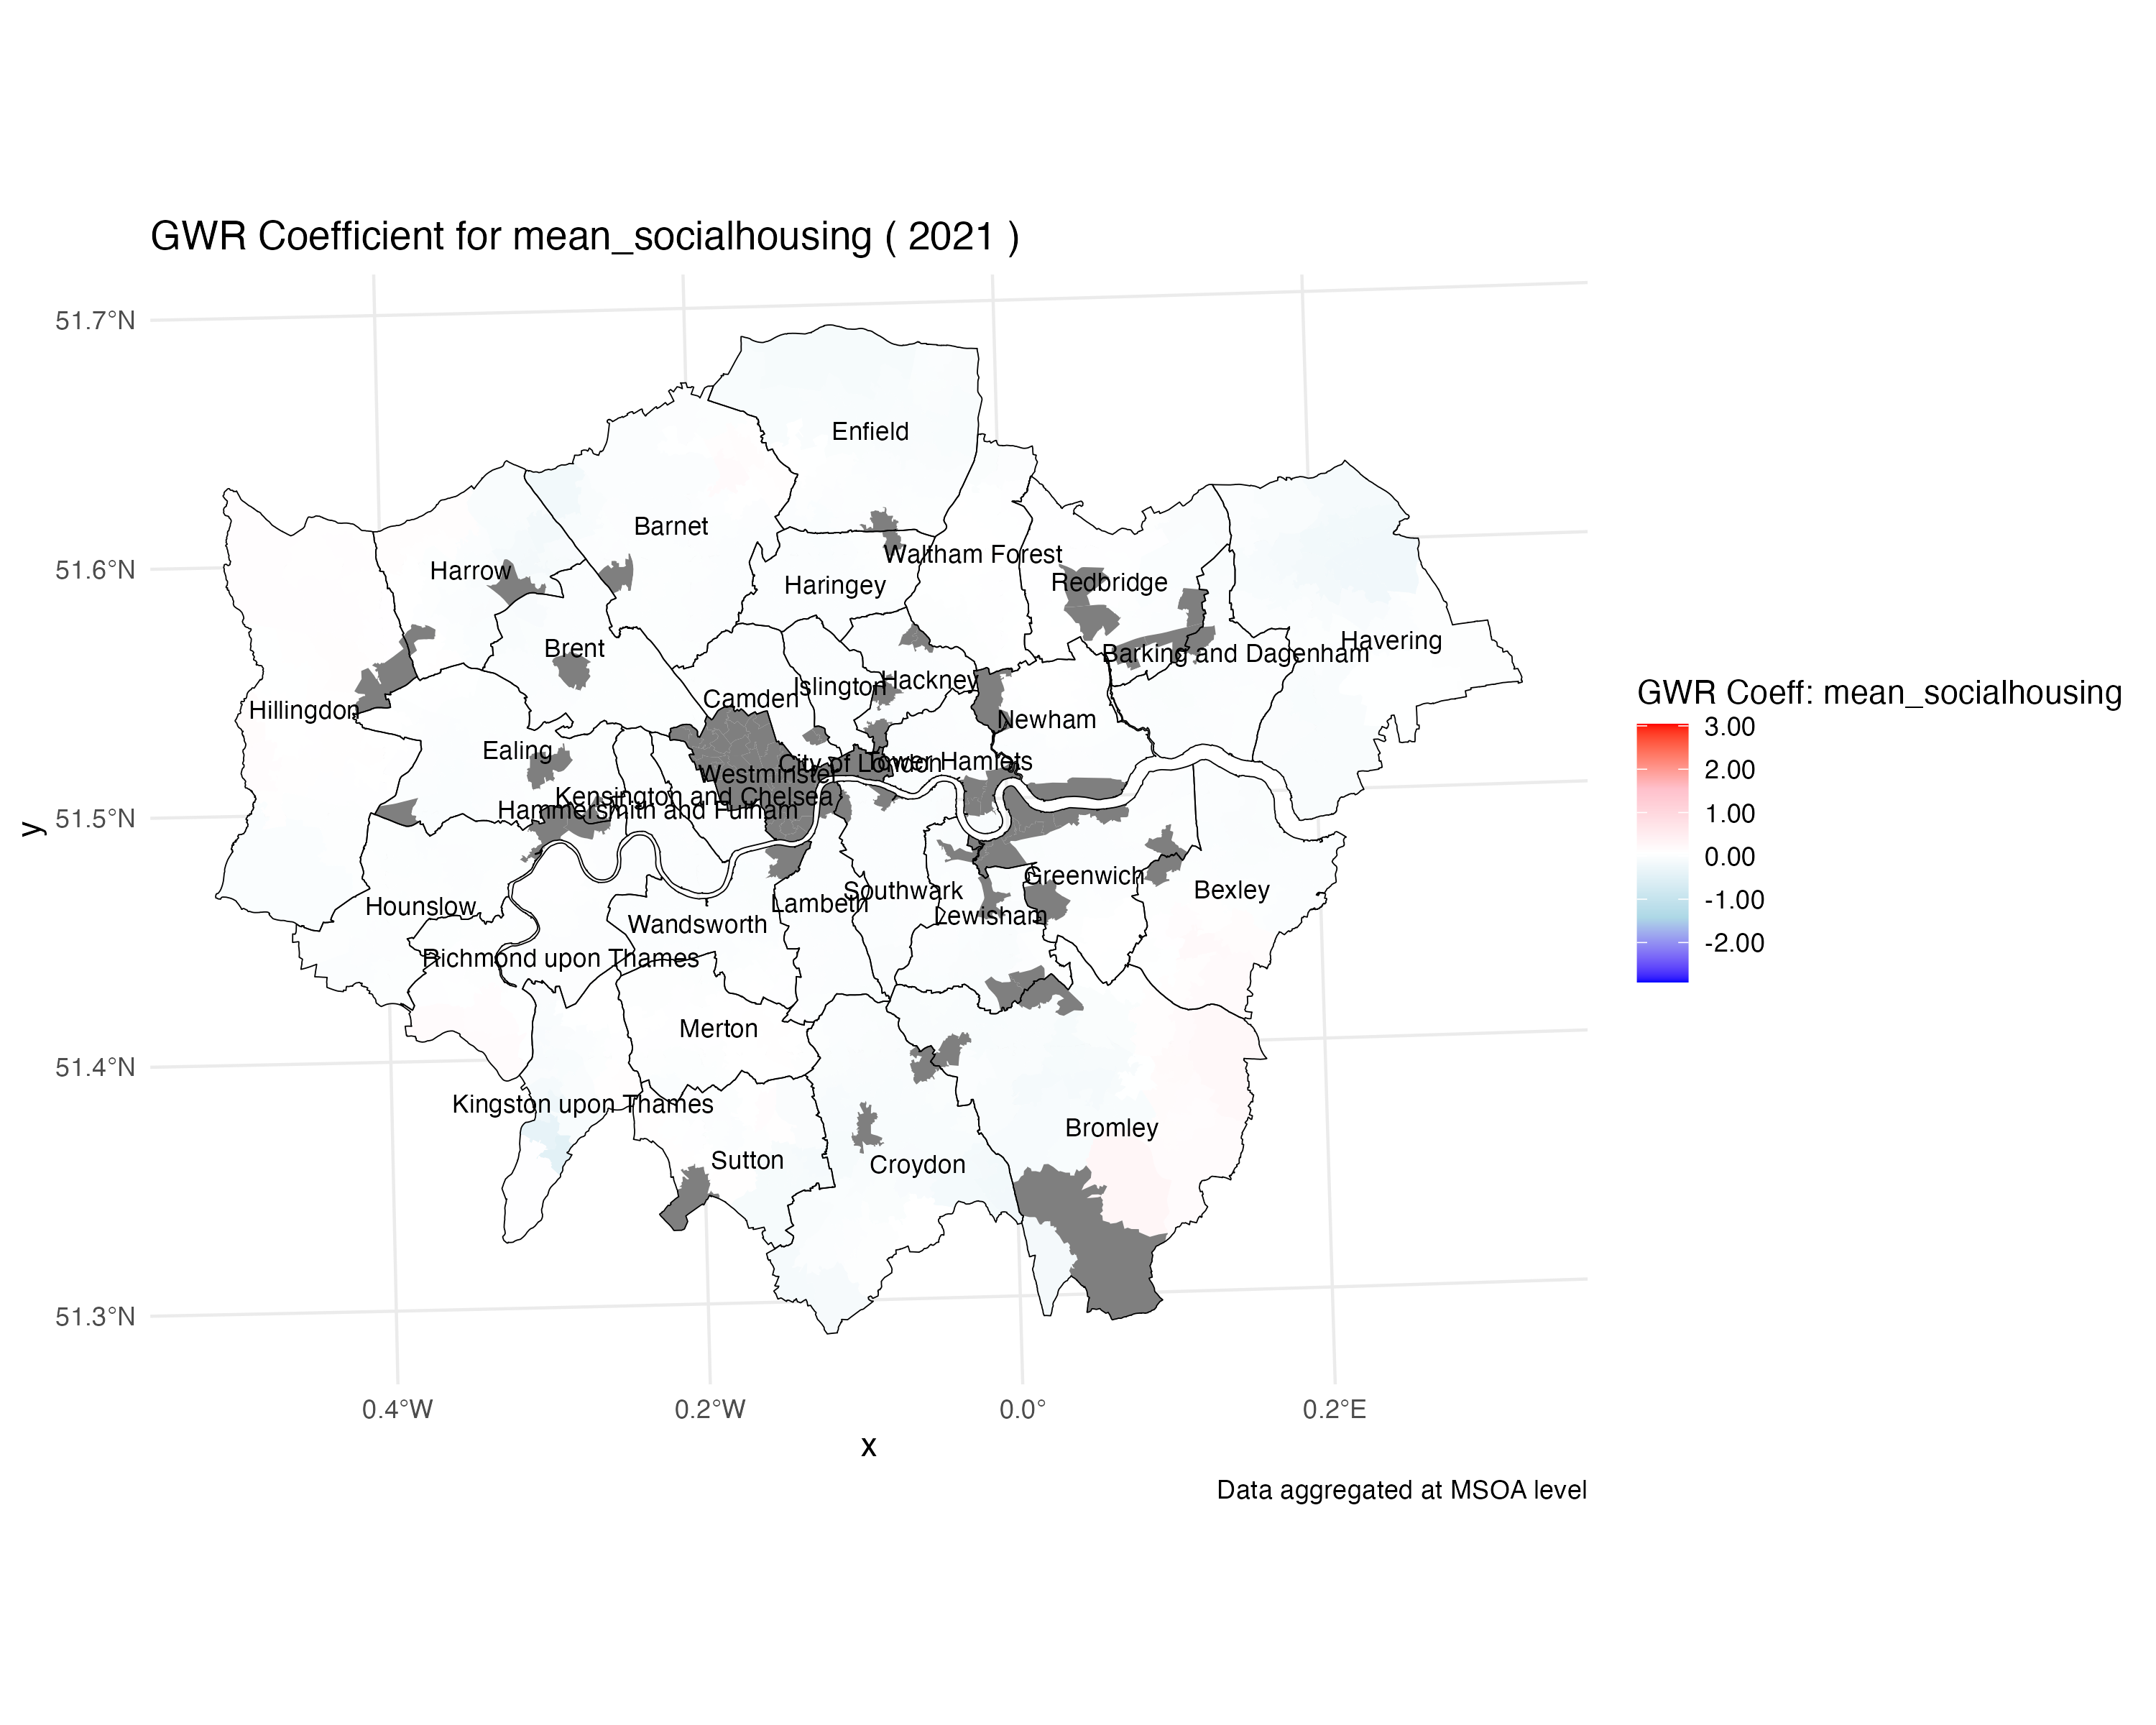 GWR Coefficient for mean_socialhousing ( 2021 )
51.7°N
51.6°N
51.5°N
51.4°N
51.3°N
y
Enfield
Barnet
Harrow
Waltham Forest
Haringey
Redbridge
Brent
Havering
Barking and Dagenham
Hackney
Islington
Camden
Hillingdon
Newham
Ealing
City of London
Tower Hamlets
Westminster
Kensington and Chelsea
Hammersmith and Fulham
Greenwich
Southwark
Bexley
Lambeth
Hounslow
Lewisham
Wandsworth
Richmond upon Thames
Merton
Kingston upon Thames
Bromley
Sutton
Croydon
0.4°W
0.2°W
0.0°
0.2°E
x
GWR Coeff: mean_socialhousing
3.00
2.00
1.00
0.00
-1.00
-2.00
Data aggregated at MSOA level